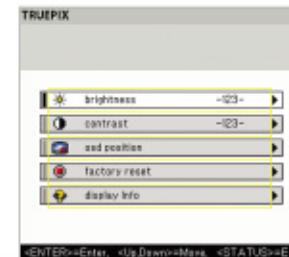 TRUEPIX
brightness -123-
contrast -123-
osd position
factory reset
display info
<ENTER>=Enter, <Up,Down>=Move, <STATUS>=E